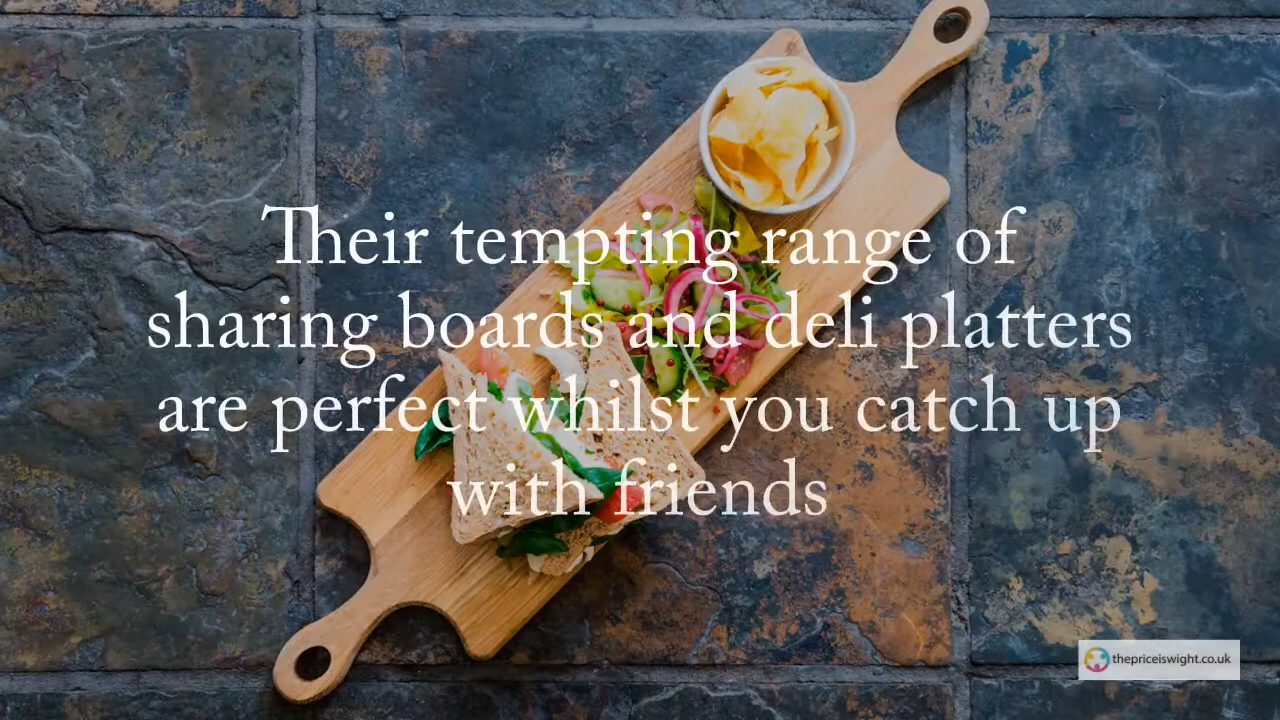 Their tempting range of
sharing boards and deli platters
are perfect whilst you catch up
with friends
thepriceiswight.co.uk